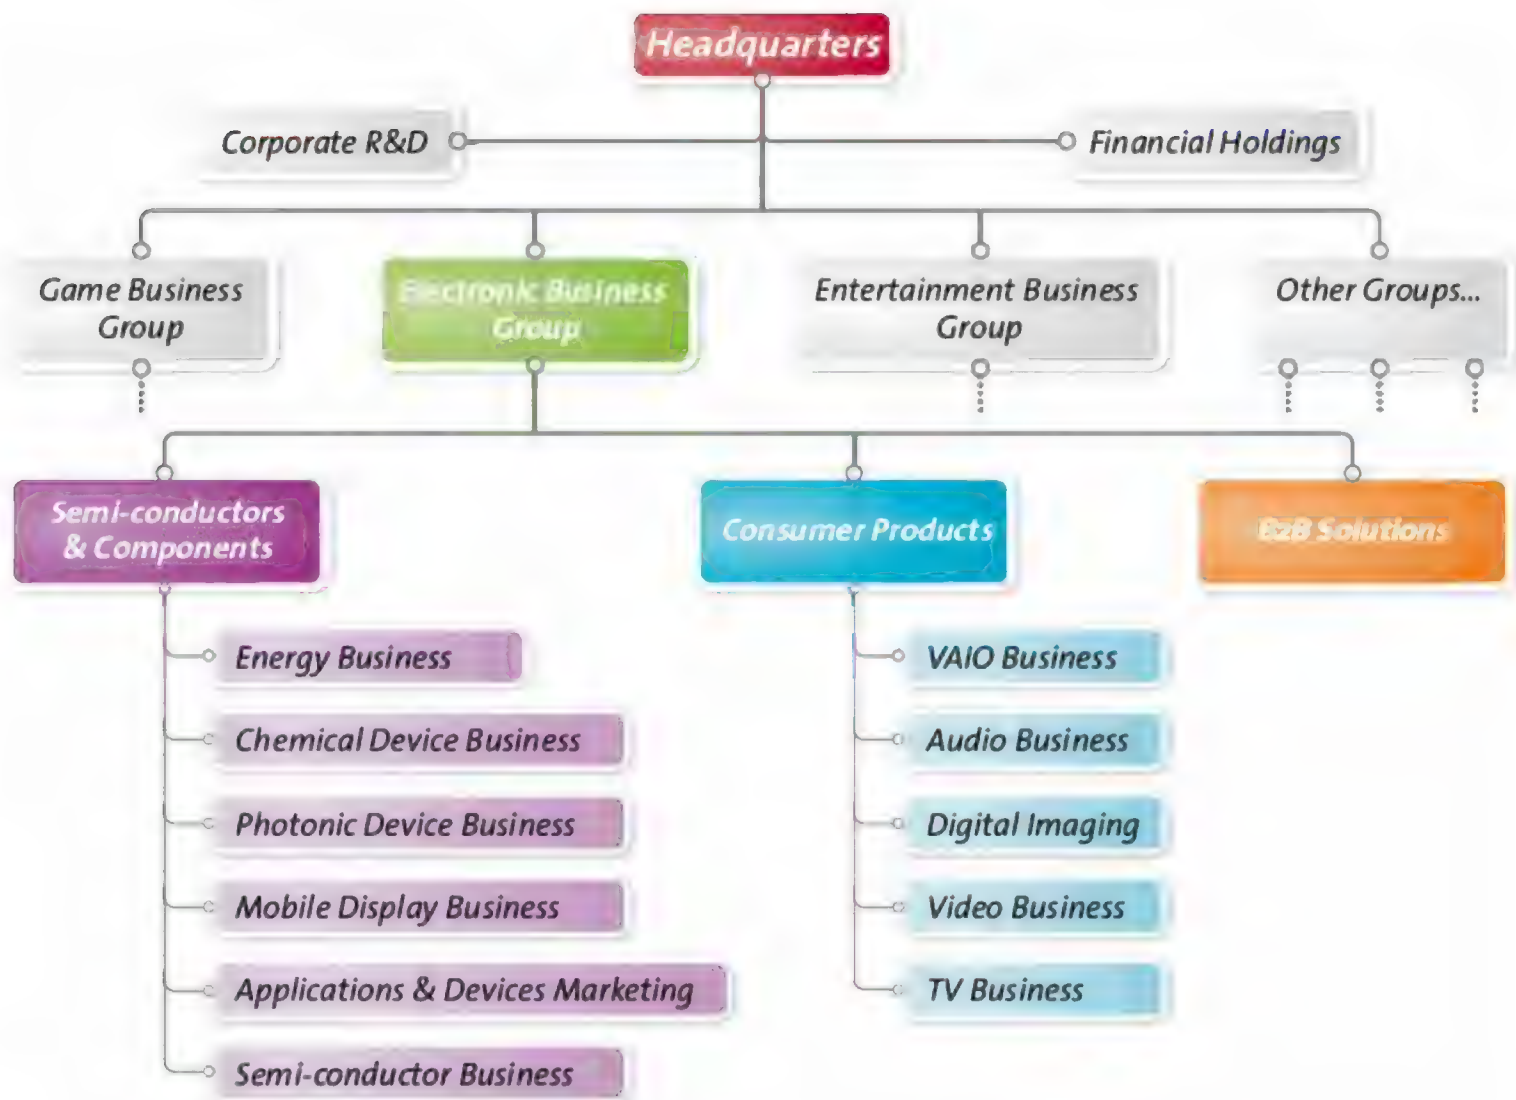 Headquarters
Corporate R&D
Financial Holdings
Game Business
Group
Electronic Business
Group
Entertainment Business
Group
Other Groups...
Semi-conductors
& Components
Consumer Products
B2B Solutions
Energy Business
Chemical Device Business
Photonic Device Business
Mobile Display Business
Applications & Devices Marketing
Semi-conductor Business
VAIO Business
Audio Business
Digital Imaging
Video Business
TV Business